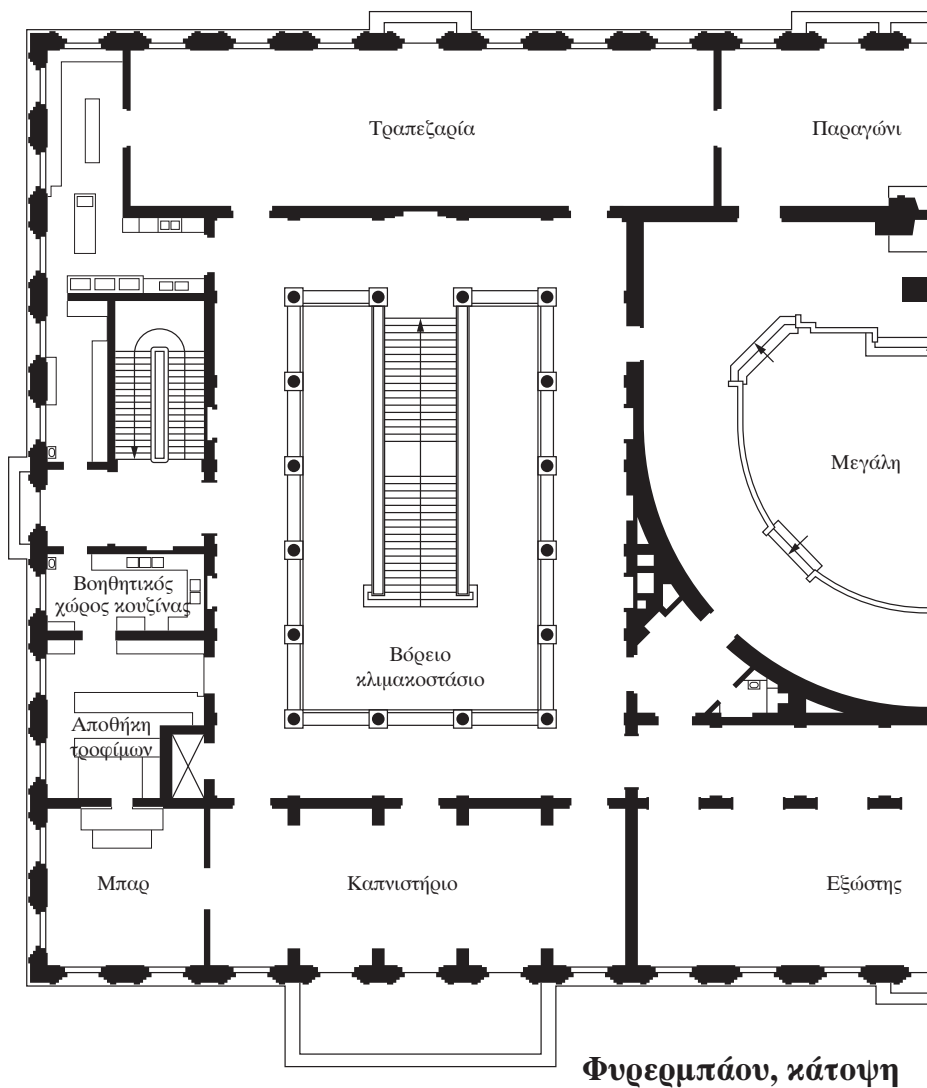 Τραπεζαρία
Παραγώνι
Μεγάλη
Βοηθητικός
χώρος κουζίνας
Βόρειο
κλιμακοστάσιο
Αποθήκη
τροφίμων
Μπαρ
Καπνιστήριο
Εξώστης
Φυρερμπάου, κάτοψη